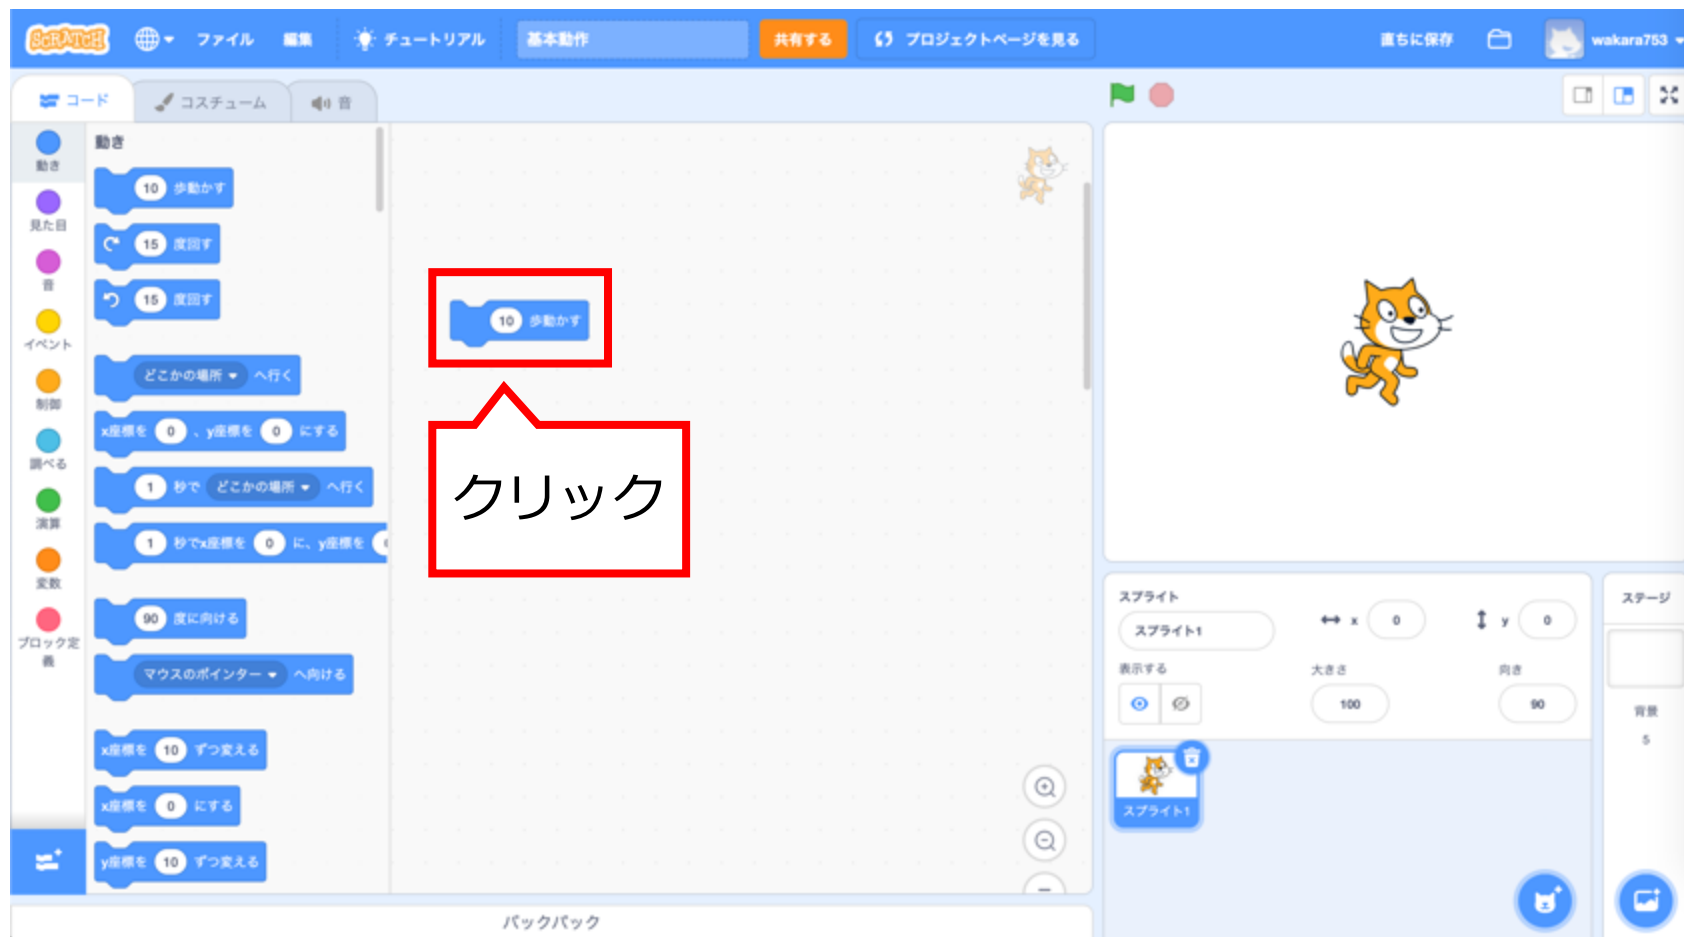 SCRATCH ファイル 編集 チュートリアル 基本動作 共有する プロジェクトページを見る 直ちに保存 wakara753
コード コスチューム 音
動き
見た目
音
イベント
制御
調べる
演算
変数
ブロック定
義
動き
10 歩動かす
15 度回す
15 度回す
どこかの場所 へ行く
x座標を 0 、y座標を 0 にする
1 秒で どこかの場所 へ行く
1 秒でx座標を 0 に、y座標を
90 度に向ける
マウスのポインター へ向ける
x座標を 10 ずつ変える
x座標を 0 にする
y座標を 10 ずつ変える
10 歩動かす
クリック
バックパック
スプライト
スプライト1
x 0
y 0
表示する
大きさ
100
向き
90
スプライト1
ステージ
背景
5